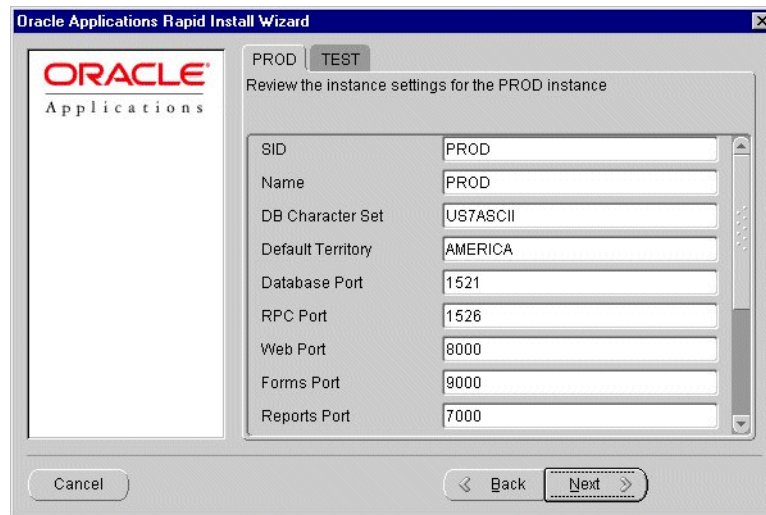 Oracle Applications Rapid Install Wizard
ORACLE®
Applications
PROD TEST
Review the instance settings for the PROD instance
SID PROD
Name PROD
DB Character Set US7ASCII
Default Territory AMERICA
Database Port 1521
RPC Port 1526
Web Port 8000
Forms Port 9000
Reports Port 7000
Cancel Back Next